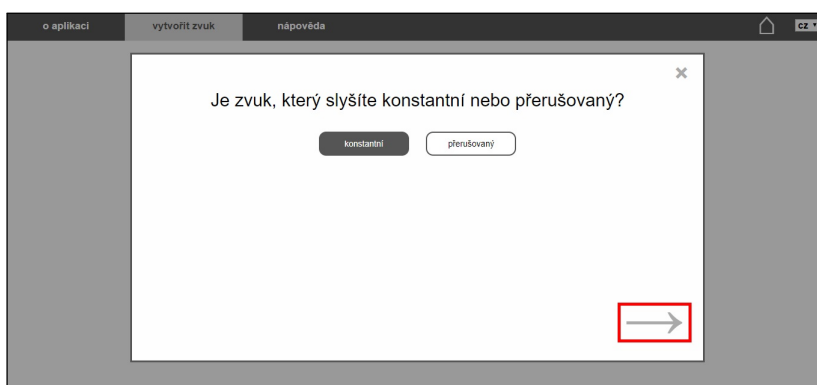 o aplikaci vytvořit zvuk nápověda cz
Je zvuk, který slyšíte konstantní nebo přerušovaný?
konstantní přerušovaný